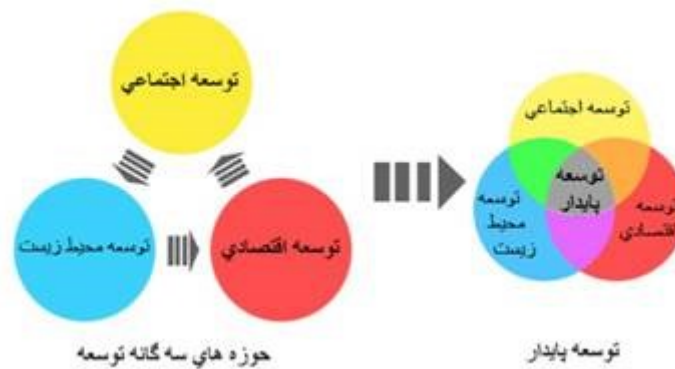 توسعه اجتماعي
توسعه محيط زيست
توسعه اقتصادي
حوزه هاي سه گانه توسعه
توسعه اجتماعي
توسعه
پايدار
توسعه
محيط
زيست
توسعه
اقتصادي
توسعه پايدار